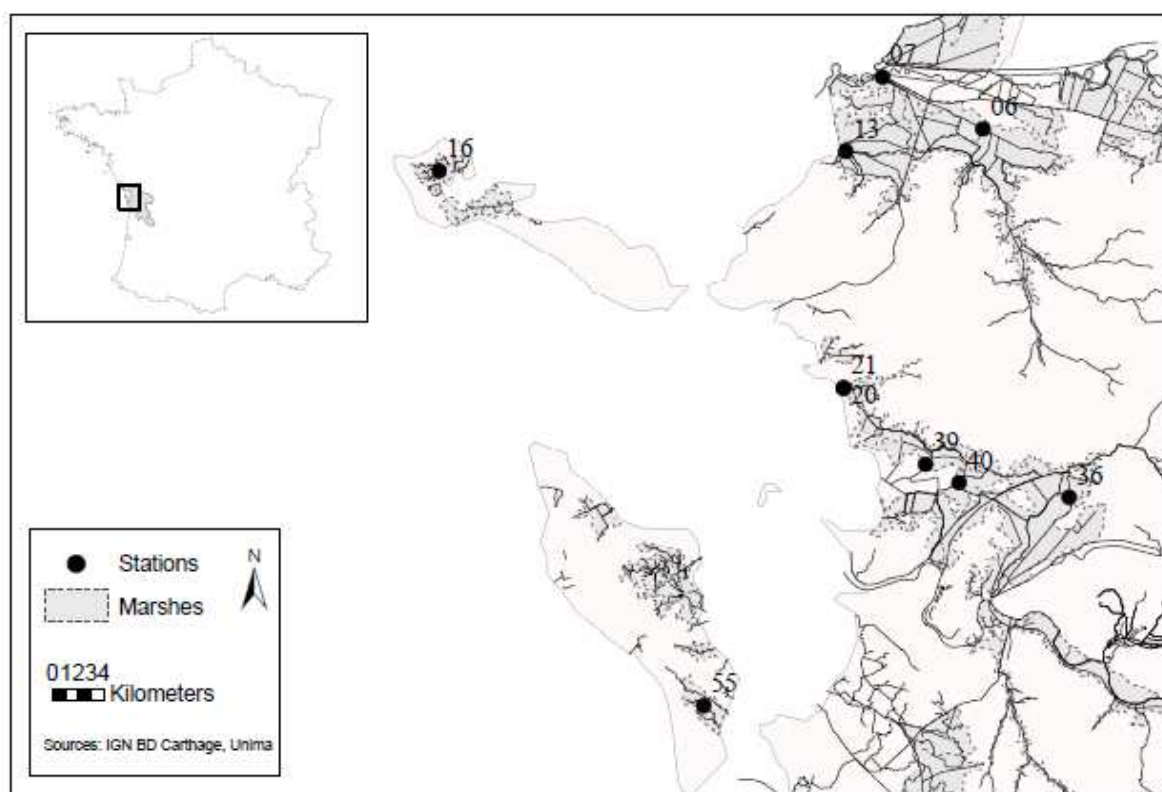 07
06
13
16
21
20
39
40
36
55
N
Stations
Marshes
01234
Kilometers
Sources: IGN BD Carthage, Unima